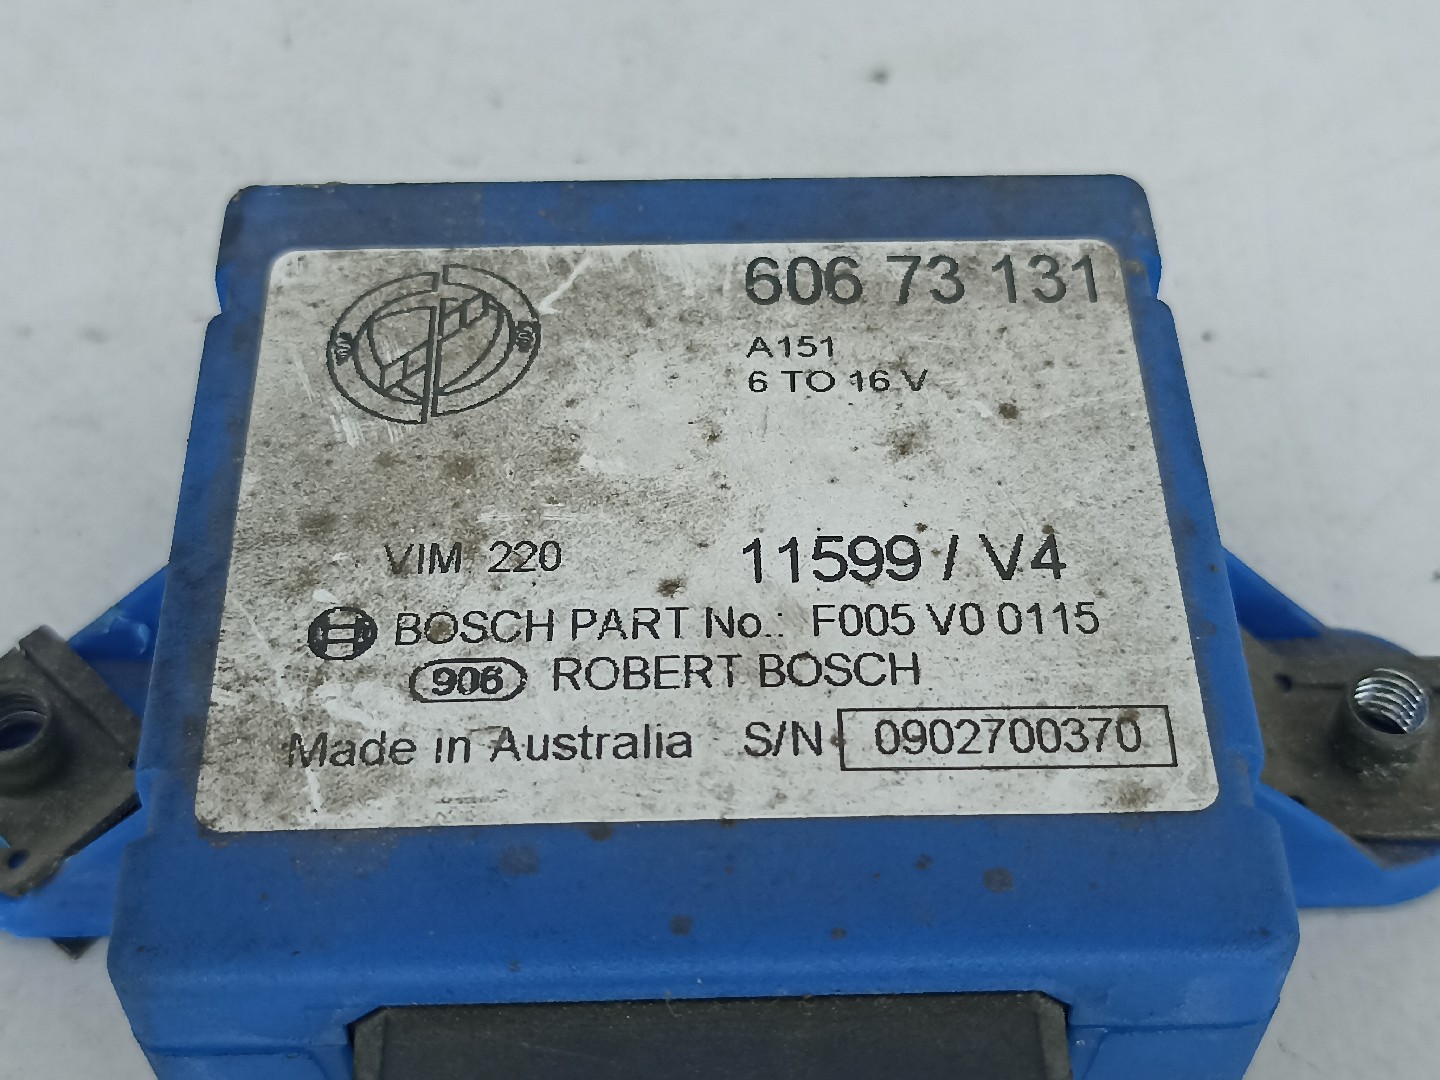 606 73 131
A151
6 TO 16 V
VIM 220
11599 / V4
BOSCH PART No.: F005 V0 0115
906 ROBERT BOSCH
Made in Australia S/N 0902700370